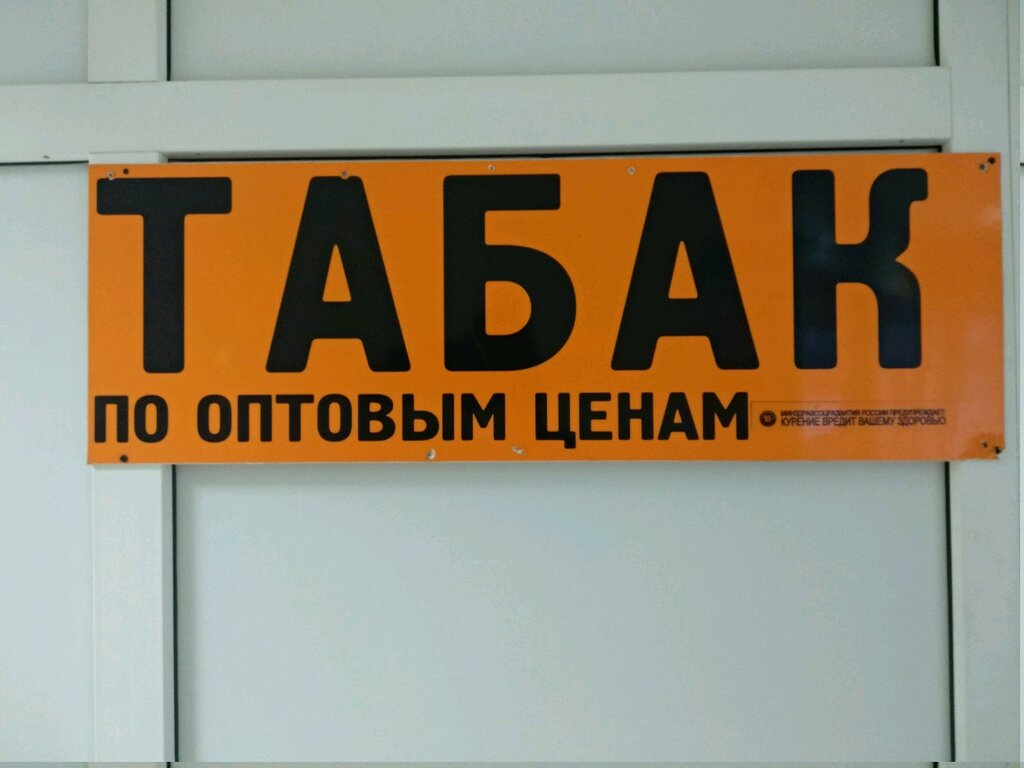 ТАБАК
ПО ОПТОВЫМ ЦЕНАМ
МИНЗДРАВСОЦРАЗВИТИЯ РОССИИ ПРЕДУПРЕЖДАЕТ:
КУРЕНИЕ ВРЕДИТ ВАШЕМУ ЗДОРОВЬЮ